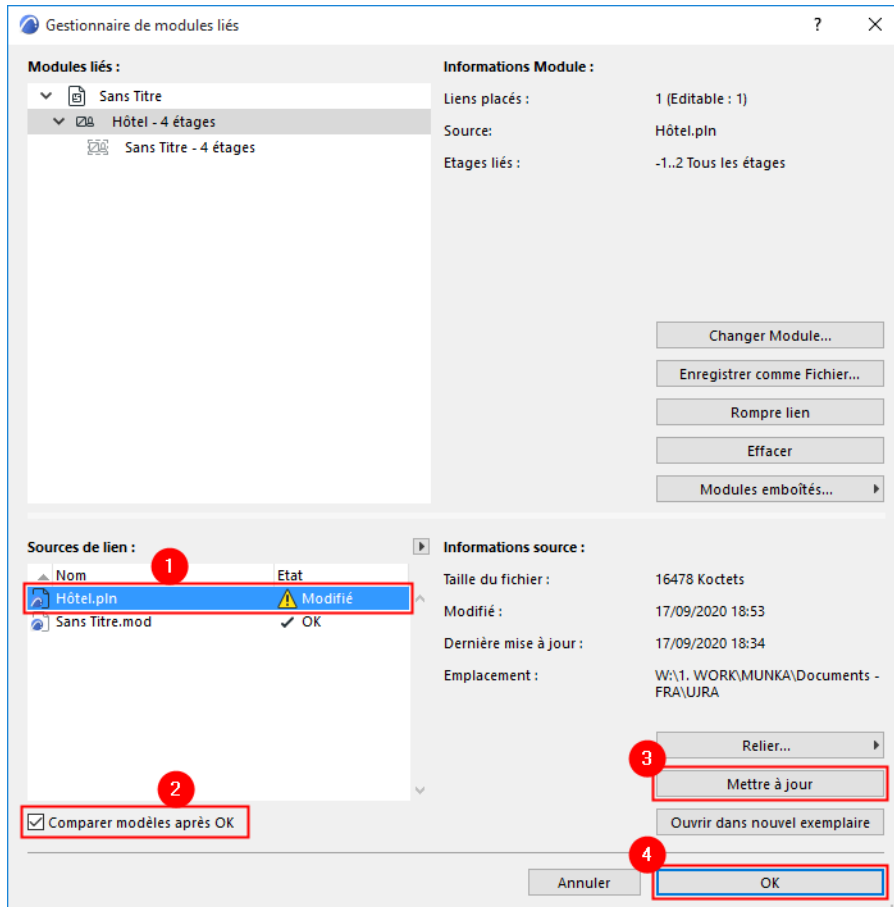 Gestionnaire de modules liés
?
Modules liés :
Sans Titre
Hôtel - 4 étages
Sans Titre - 4 étages
Informations Module :
Liens placés : 1 (Editable : 1)
Source: Hôtel.pln
Etages liés : -1..2 Tous les étages
Changer Module...
Enregistrer comme Fichier...
Rompre lien
Effacer
Modules emboîtés...
Sources de lien :
1
Nom Etat
Hôtel.pln Modifié
Sans Titre.mod OK
2
Comparer modèles après OK
Informations source :
Taille du fichier : 16478 Koctets
Modifié : 17/09/2020 18:53
Dernière mise à jour : 17/09/2020 18:34
Emplacement : W:\1. WORK\MUNKA\Documents -
FRA\UJRA
Relier...
3
Mettre à jour
Ouvrir dans nouvel exemplaire
4
Annuler OK